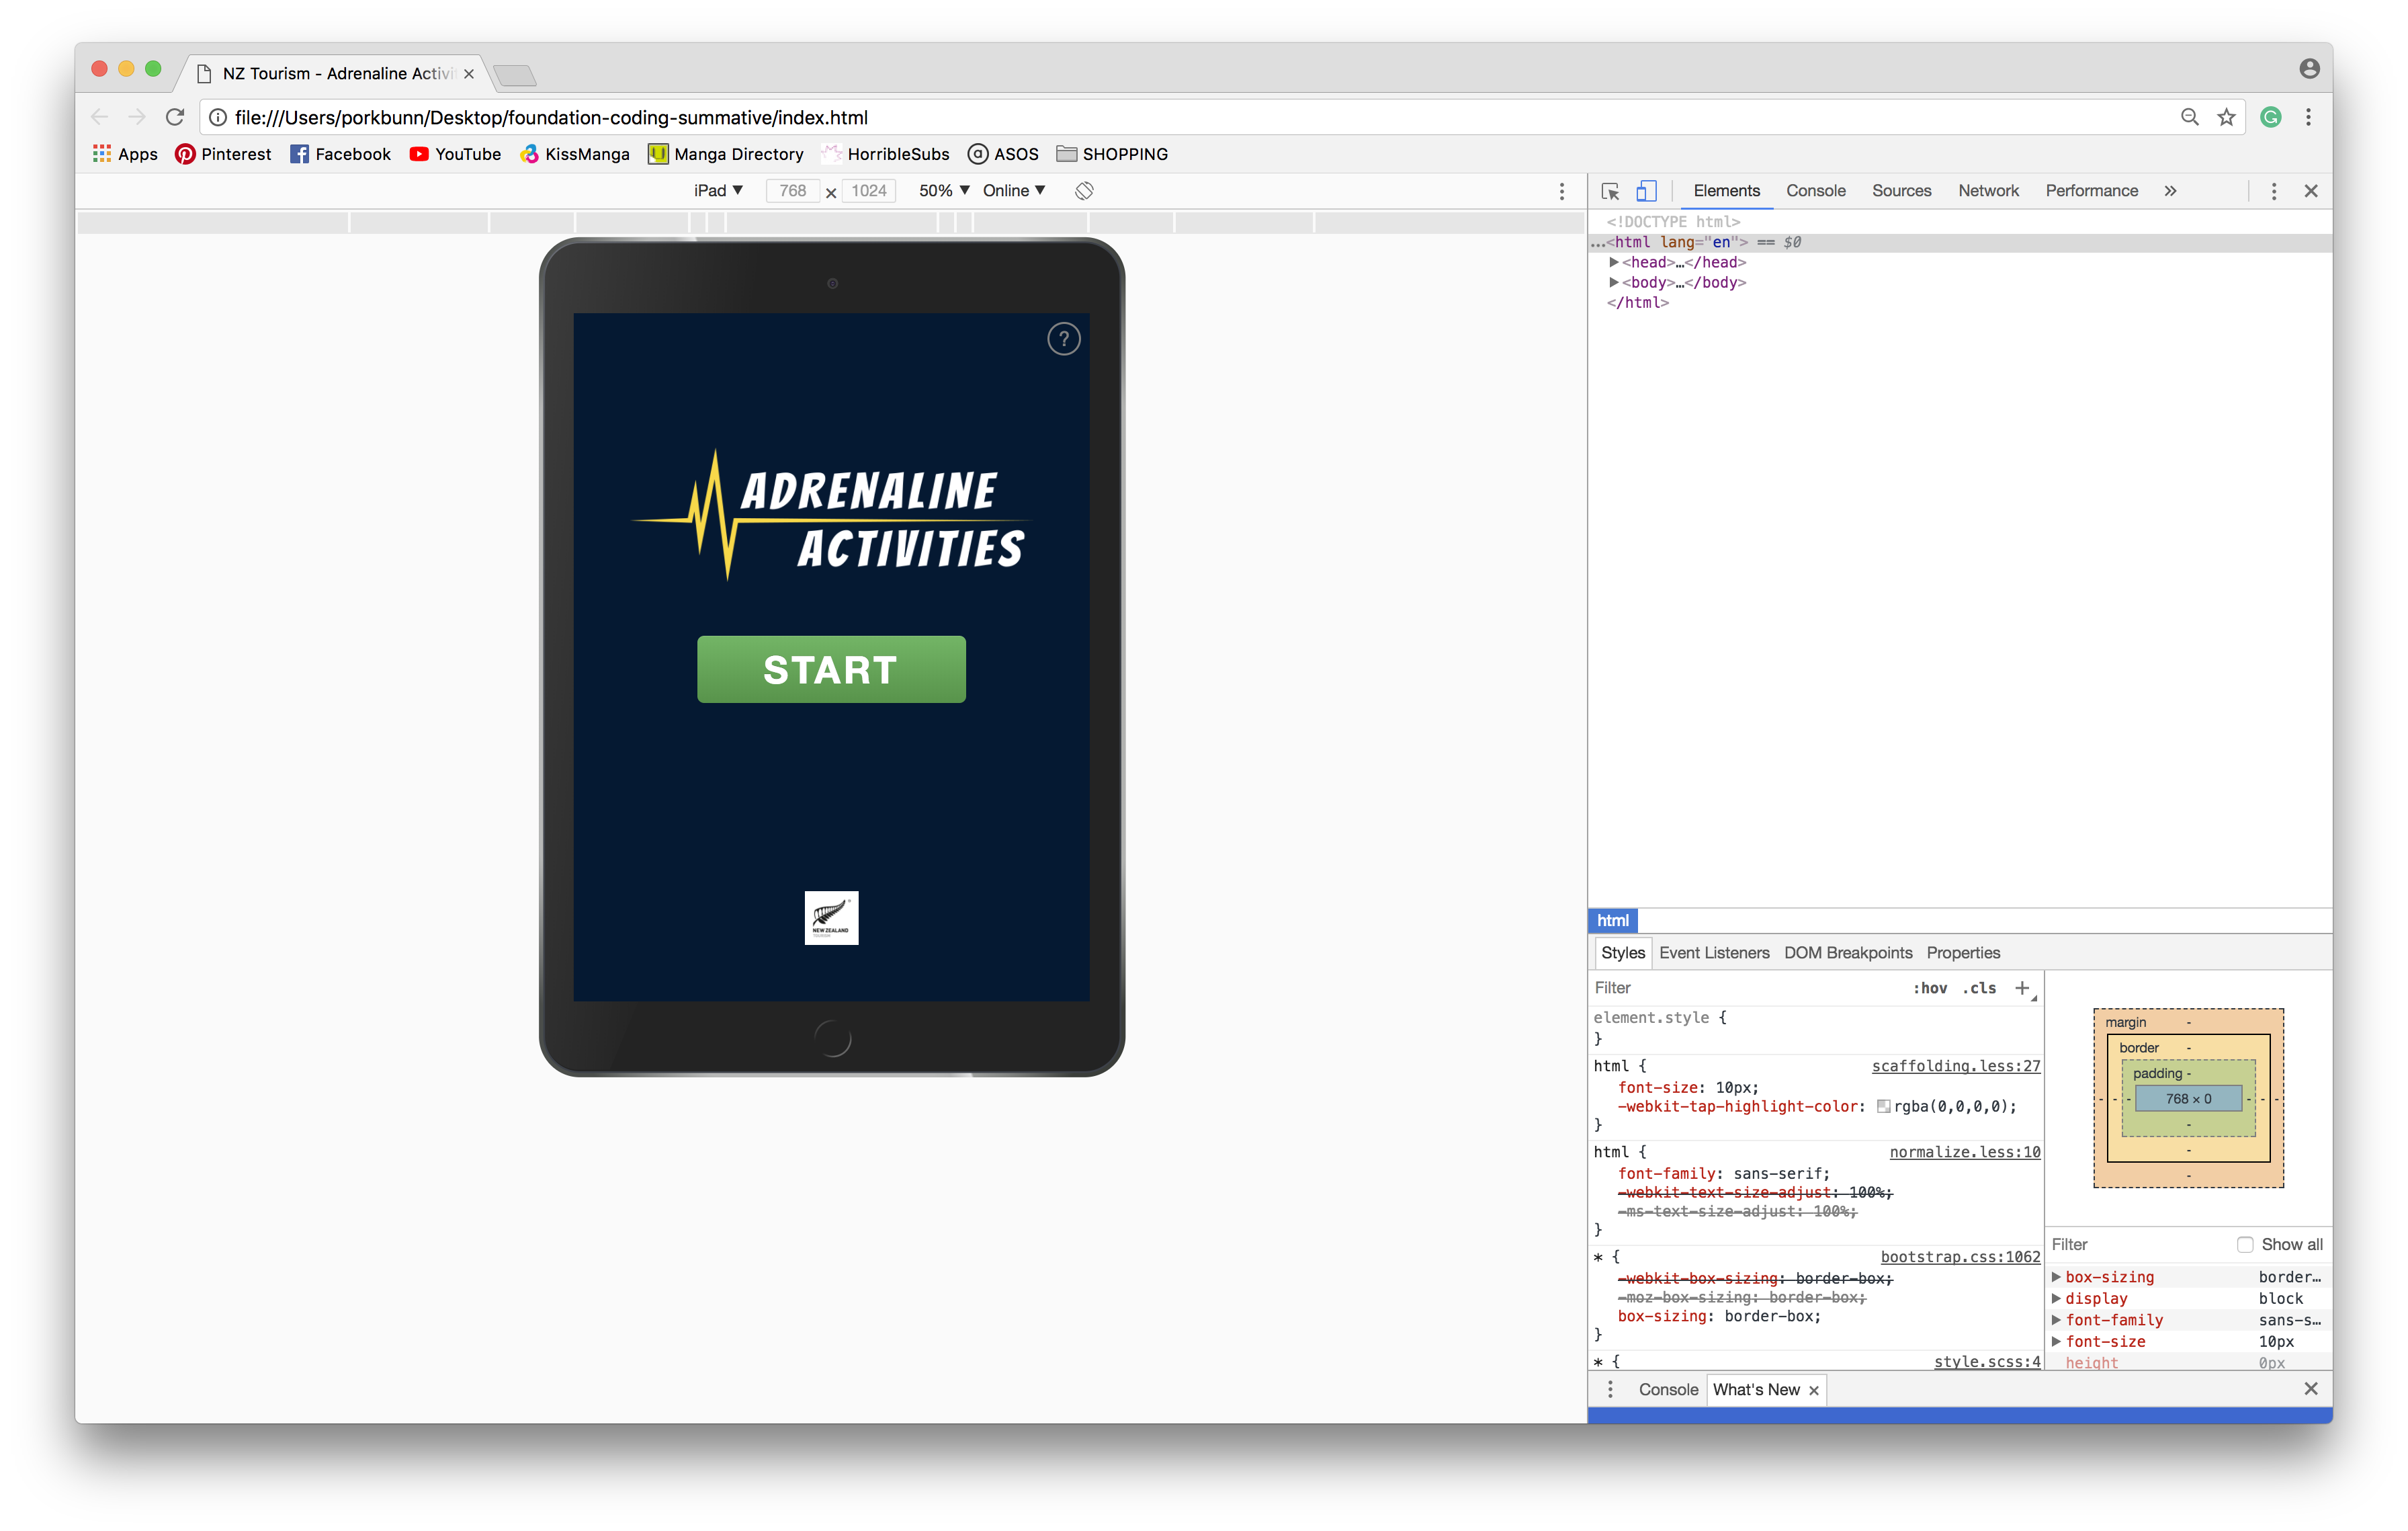 NZ Tourism - Adrenaline Activi
file:///Users/porkbunn/Desktop/foundation-coding-summative/index.html
Apps Pinterest Facebook YouTube KissManga Manga Directory HorribleSubs ASOS SHOPPING
iPad 768 x 1024 50% Online
?
ADRENALINE
ACTIVITIES
START
NEW ZEALAND
TOURISM
Elements Console Sources Network Performance »
<!DOCTYPE html>
...<html lang="en"> == $0
<head>…</head>
<body>…</body>
</html>
html
Styles Event Listeners DOM Breakpoints Properties
Filter :hov .cls +
element.style {
}
html { scaffolding.less:27
font-size: 10px;
-webkit-tap-highlight-color: rgba(0,0,0,0);
}
html { normalize.less:10
font-family: sans-serif;
-webkit-text-size-adjust: 100%;
-ms-text-size-adjust: 100%;
}
* { bootstrap.css:1062
-webkit-box-sizing: border-box;
-moz-box-sizing: border-box;
box-sizing: border-box;
}
* { style.scss:4
margin -
border -
padding -
- - - 768 × 0 - - -
-
-
-
Filter Show all
box-sizing border…
display block
font-family sans-s…
font-size 10px
height 0px
Console What's New ×